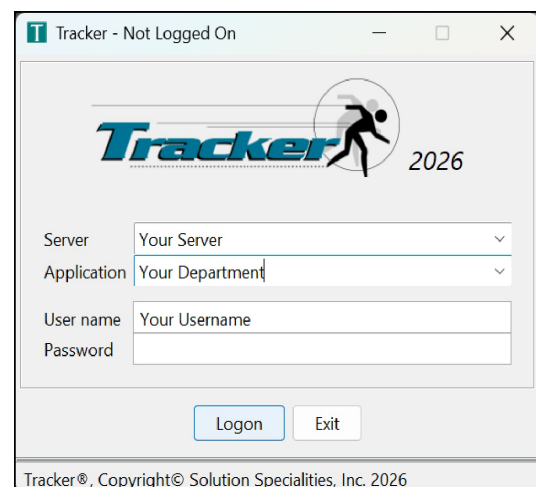 T Tracker - Not Logged On
Tracker 2026
Server Your Server
Application Your Department
User name Your Username
Password
Logon Exit
Tracker®, Copyright© Solution Specialities, Inc. 2026